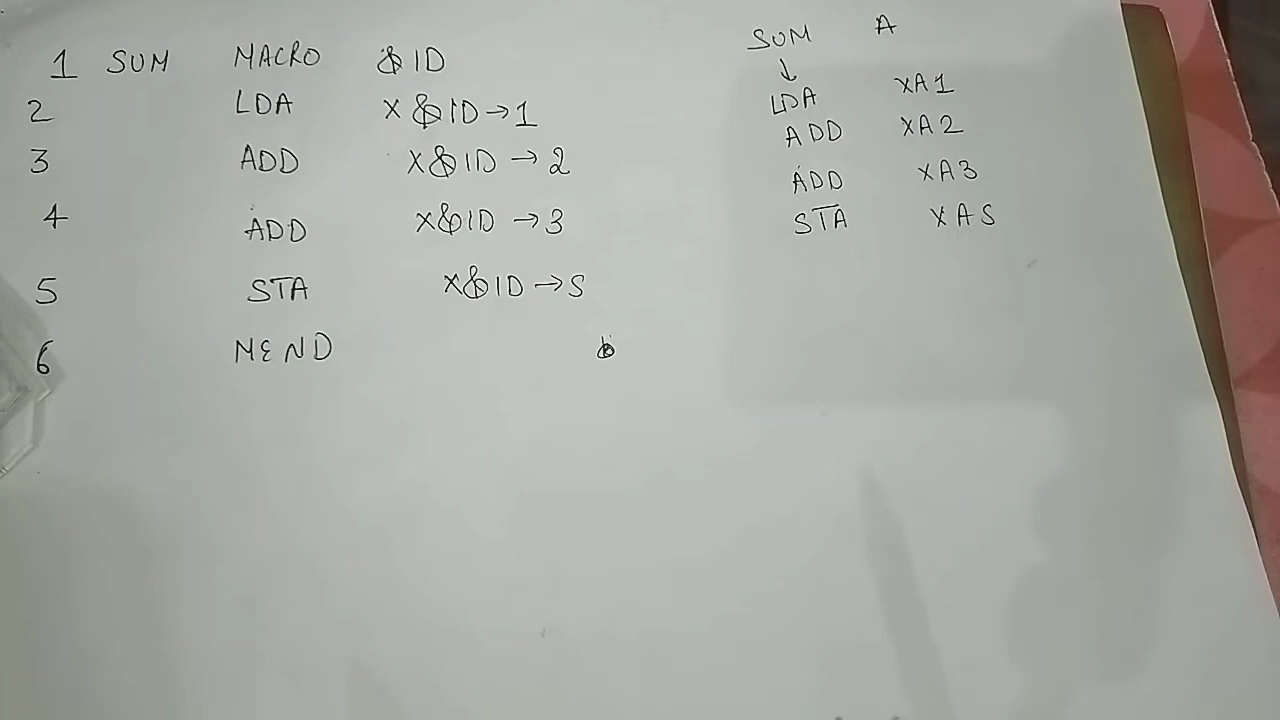 1 SUM MACRO &ID
2 LDA X&ID→1
3 ADD X&ID→2
4 ADD X&ID→3
5 STA X&ID→S
6 MEND
SUM A
↓
LDA XA1
ADD XA2
ADD XA3
STA XAS